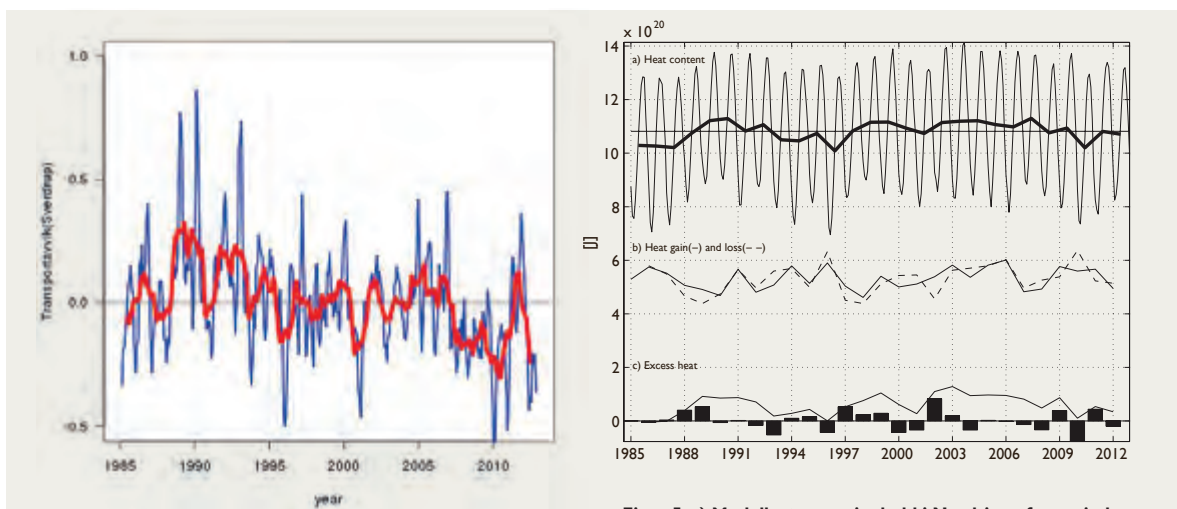 1.0
0.5
0.0
-0.5
Transportavvik(Sverdrup)
1985 1990 1995 2000 2005 2010
year
x 10 20
14
12
10
8
6
4
2
0
[J]
a) Heat content
b) Heat gain(–) and loss(– –)
c) Excess heat
1985 1988 1991 1994 1997 2000 2003 2006 2009 2012